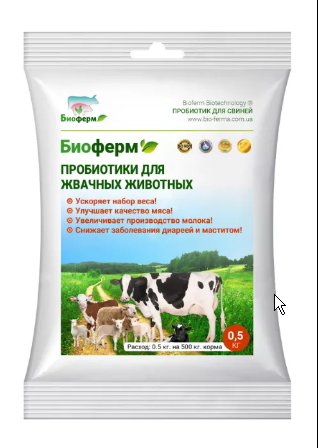 Bioferm Biotechnology ®
ПРОБИОТИК ДЛЯ СВИНЕЙ
www.bio-ferma.com.ua
Биоферм
Биоферм
ПРОБИОТИКИ ДЛЯ
ЖВАЧНЫХ ЖИВОТНЫХ
Ускоряет набор веса!
Улучшает качество мяса!
Увеличивает производство молока!
Снижает заболевания диареей и маститом!
0,5
КГ
Расход: 0.5 кг. на 500 кг. корма